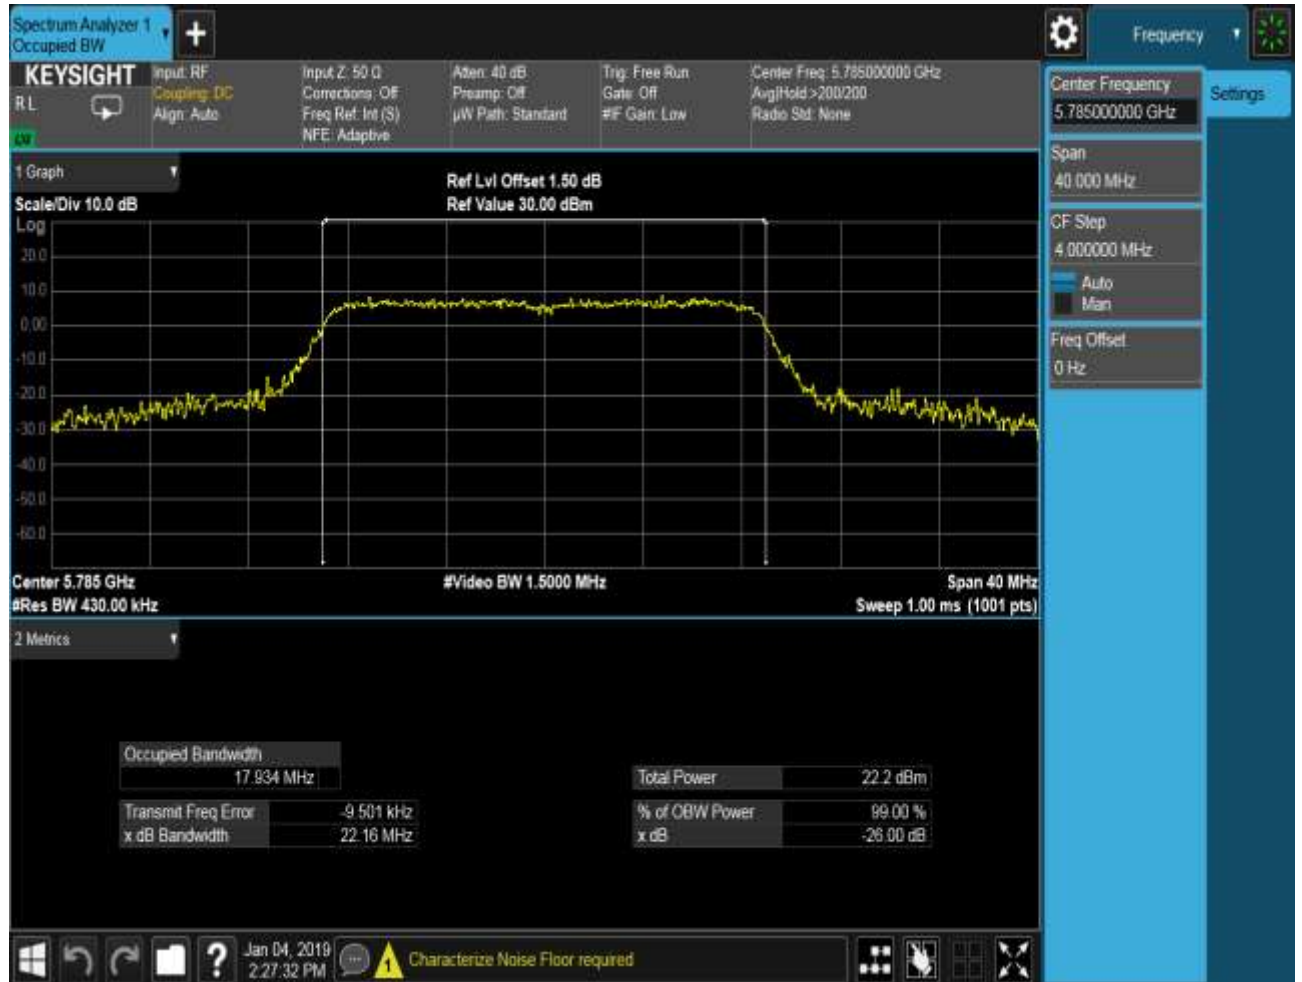 Spectrum Analyzer 1
Occupied BW
Frequency
KEYSIGHT
RL
Input: RF
Coupling: DC
Align: Auto
Input Z: 50 Ω
Corrections: Off
Freq Ref: Int (S)
NFE: Adaptive
Atten: 40 dB
Preamp: Off
µW Path: Standard
Trig: Free Run
Gate: Off
#IF Gain: Low
Center Freq: 5.785000000 GHz
Avg|Hold:>200/200
Radio Std: None
Center Frequency
5.785000000 GHz
Settings
Span
40.000 MHz
CF Step
4.000000 MHz
Auto
Man
Freq Offset
0 Hz
1 Graph
Scale/Div 10.0 dB
Ref Lvl Offset 1.50 dB
Ref Value 30.00 dBm
Log
20.0
10.0
0.00
-10.0
-20.0
-30.0
-40.0
-50.0
-60.0
Center 5.785 GHz
#Video BW 1.5000 MHz
Span 40 MHz
#Res BW 430.00 kHz
Sweep 1.00 ms (1001 pts)
2 Metrics
Occupied Bandwidth
17.934 MHz
Total Power 22.2 dBm
Transmit Freq Error -9.501 kHz
% of OBW Power 99.00 %
x dB Bandwidth 22.16 MHz
x dB -26.00 dB
?
Jan 04, 2019
2:27:32 PM
1
Characterize Noise Floor required